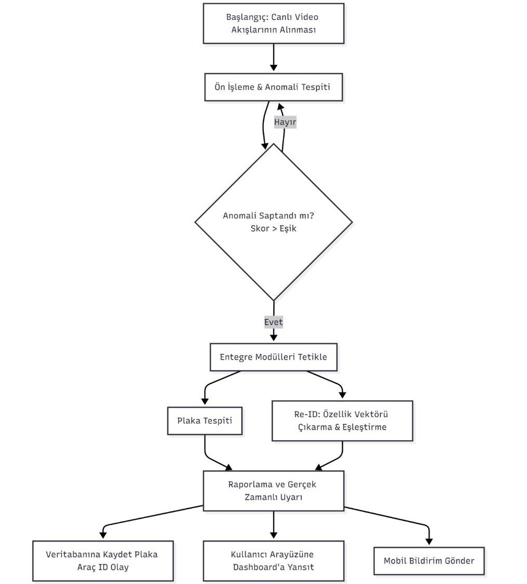 Başlangıç: Canlı Video
Akışlarının Alınması
Ön İşleme & Anomali Tespiti
Hayır
Anomali Saptandı mı?
Skor > Eşik
Evet
Entegre Modülleri Tetikle
Plaka Tespiti
Re-ID: Özellik Vektörü
Çıkarma & Eşleştirme
Raporlama ve Gerçek
Zamanlı Uyarı
Veritabanına Kaydet Plaka
Araç ID Olay
Kullanıcı Arayüzüne
Dashboard'a Yansıt
Mobil Bildirim Gönder